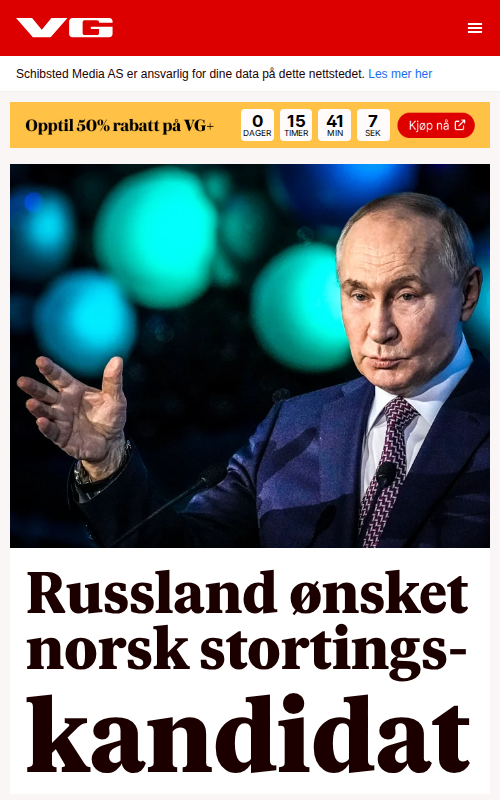 VG
Schibsted Media AS er ansvarlig for dine data på dette nettstedet. Les mer her
Opptil 50% rabatt på VG+
0 15 41 7
DAGER TIMER MIN SEK
Kjøp nå
Russland ønsket
norsk stortings-
kandidat